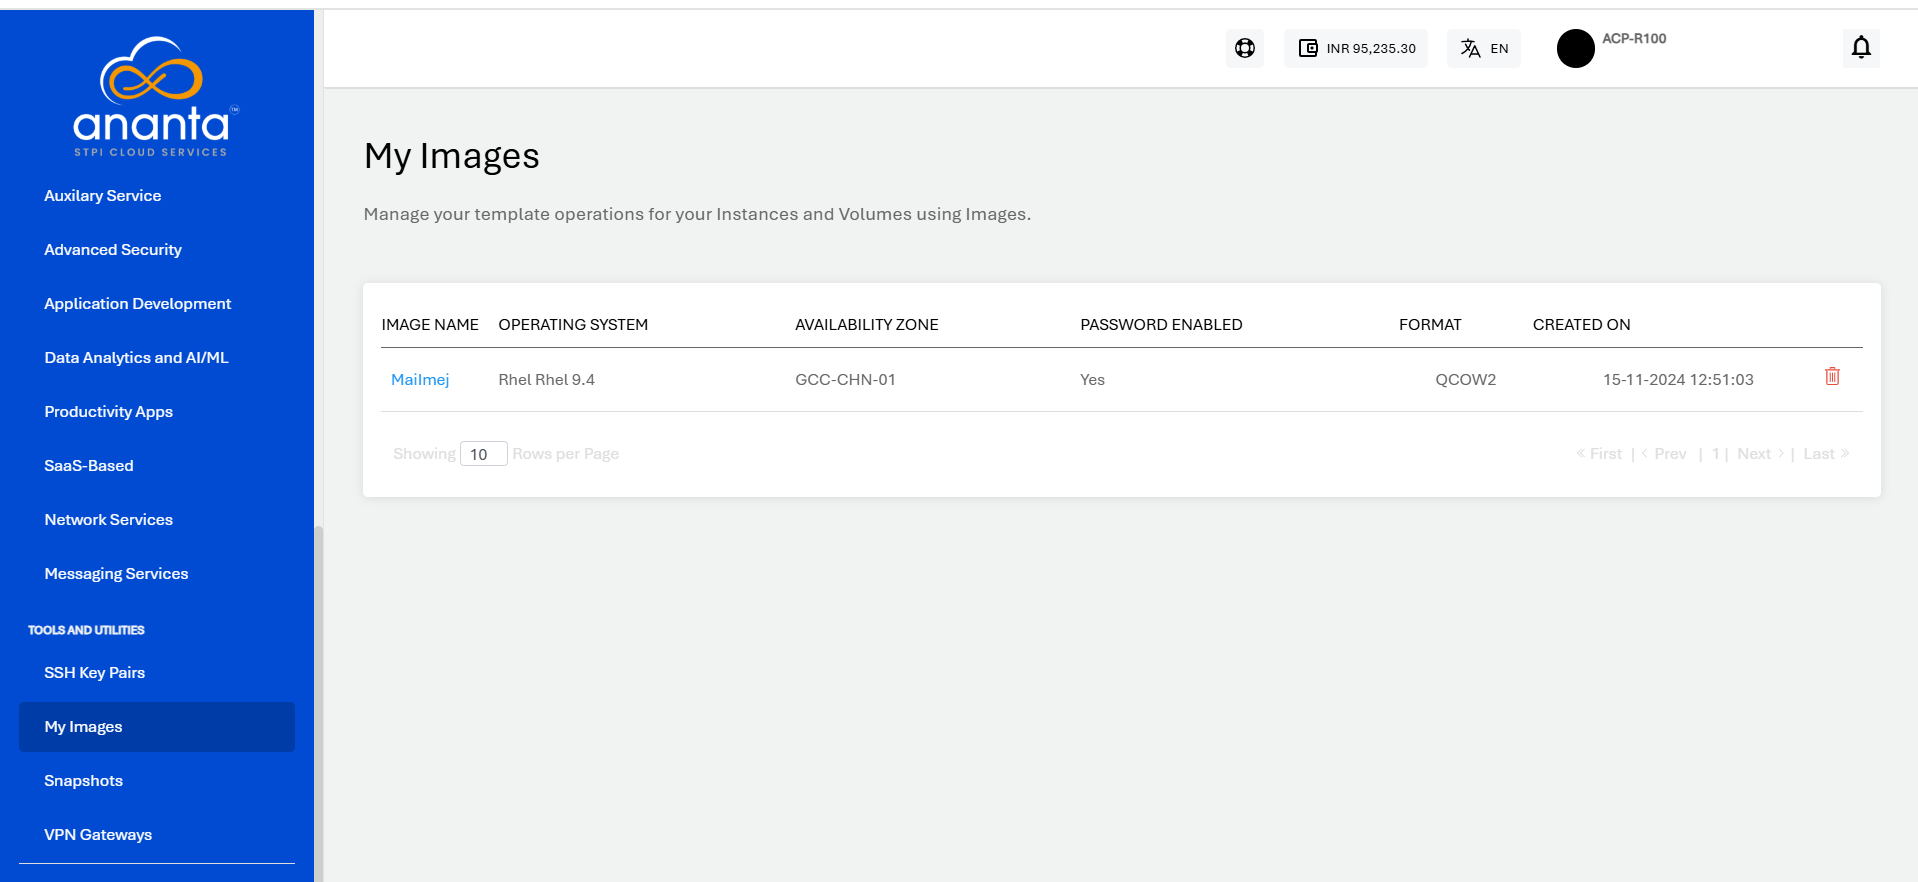 INR 95,235.30
EN
ACP-R100
ananta™
STPI CLOUD SERVICES
Auxilary Service
Advanced Security
Application Development
Data Analytics and AI/ML
Productivity Apps
SaaS-Based
Network Services
Messaging Services
TOOLS AND UTILITIES
SSH Key Pairs
My Images
Snapshots
VPN Gateways
My Images
Manage your template operations for your Instances and Volumes using Images.
IMAGE NAME OPERATING SYSTEM AVAILABILITY ZONE PASSWORD ENABLED FORMAT CREATED ON
Mailmej Rhel Rhel 9.4 GCC-CHN-01 Yes QCOW2 15-11-2024 12:51:03
Showing 10 Rows per Page « First | < Prev | 1 | Next > | Last »